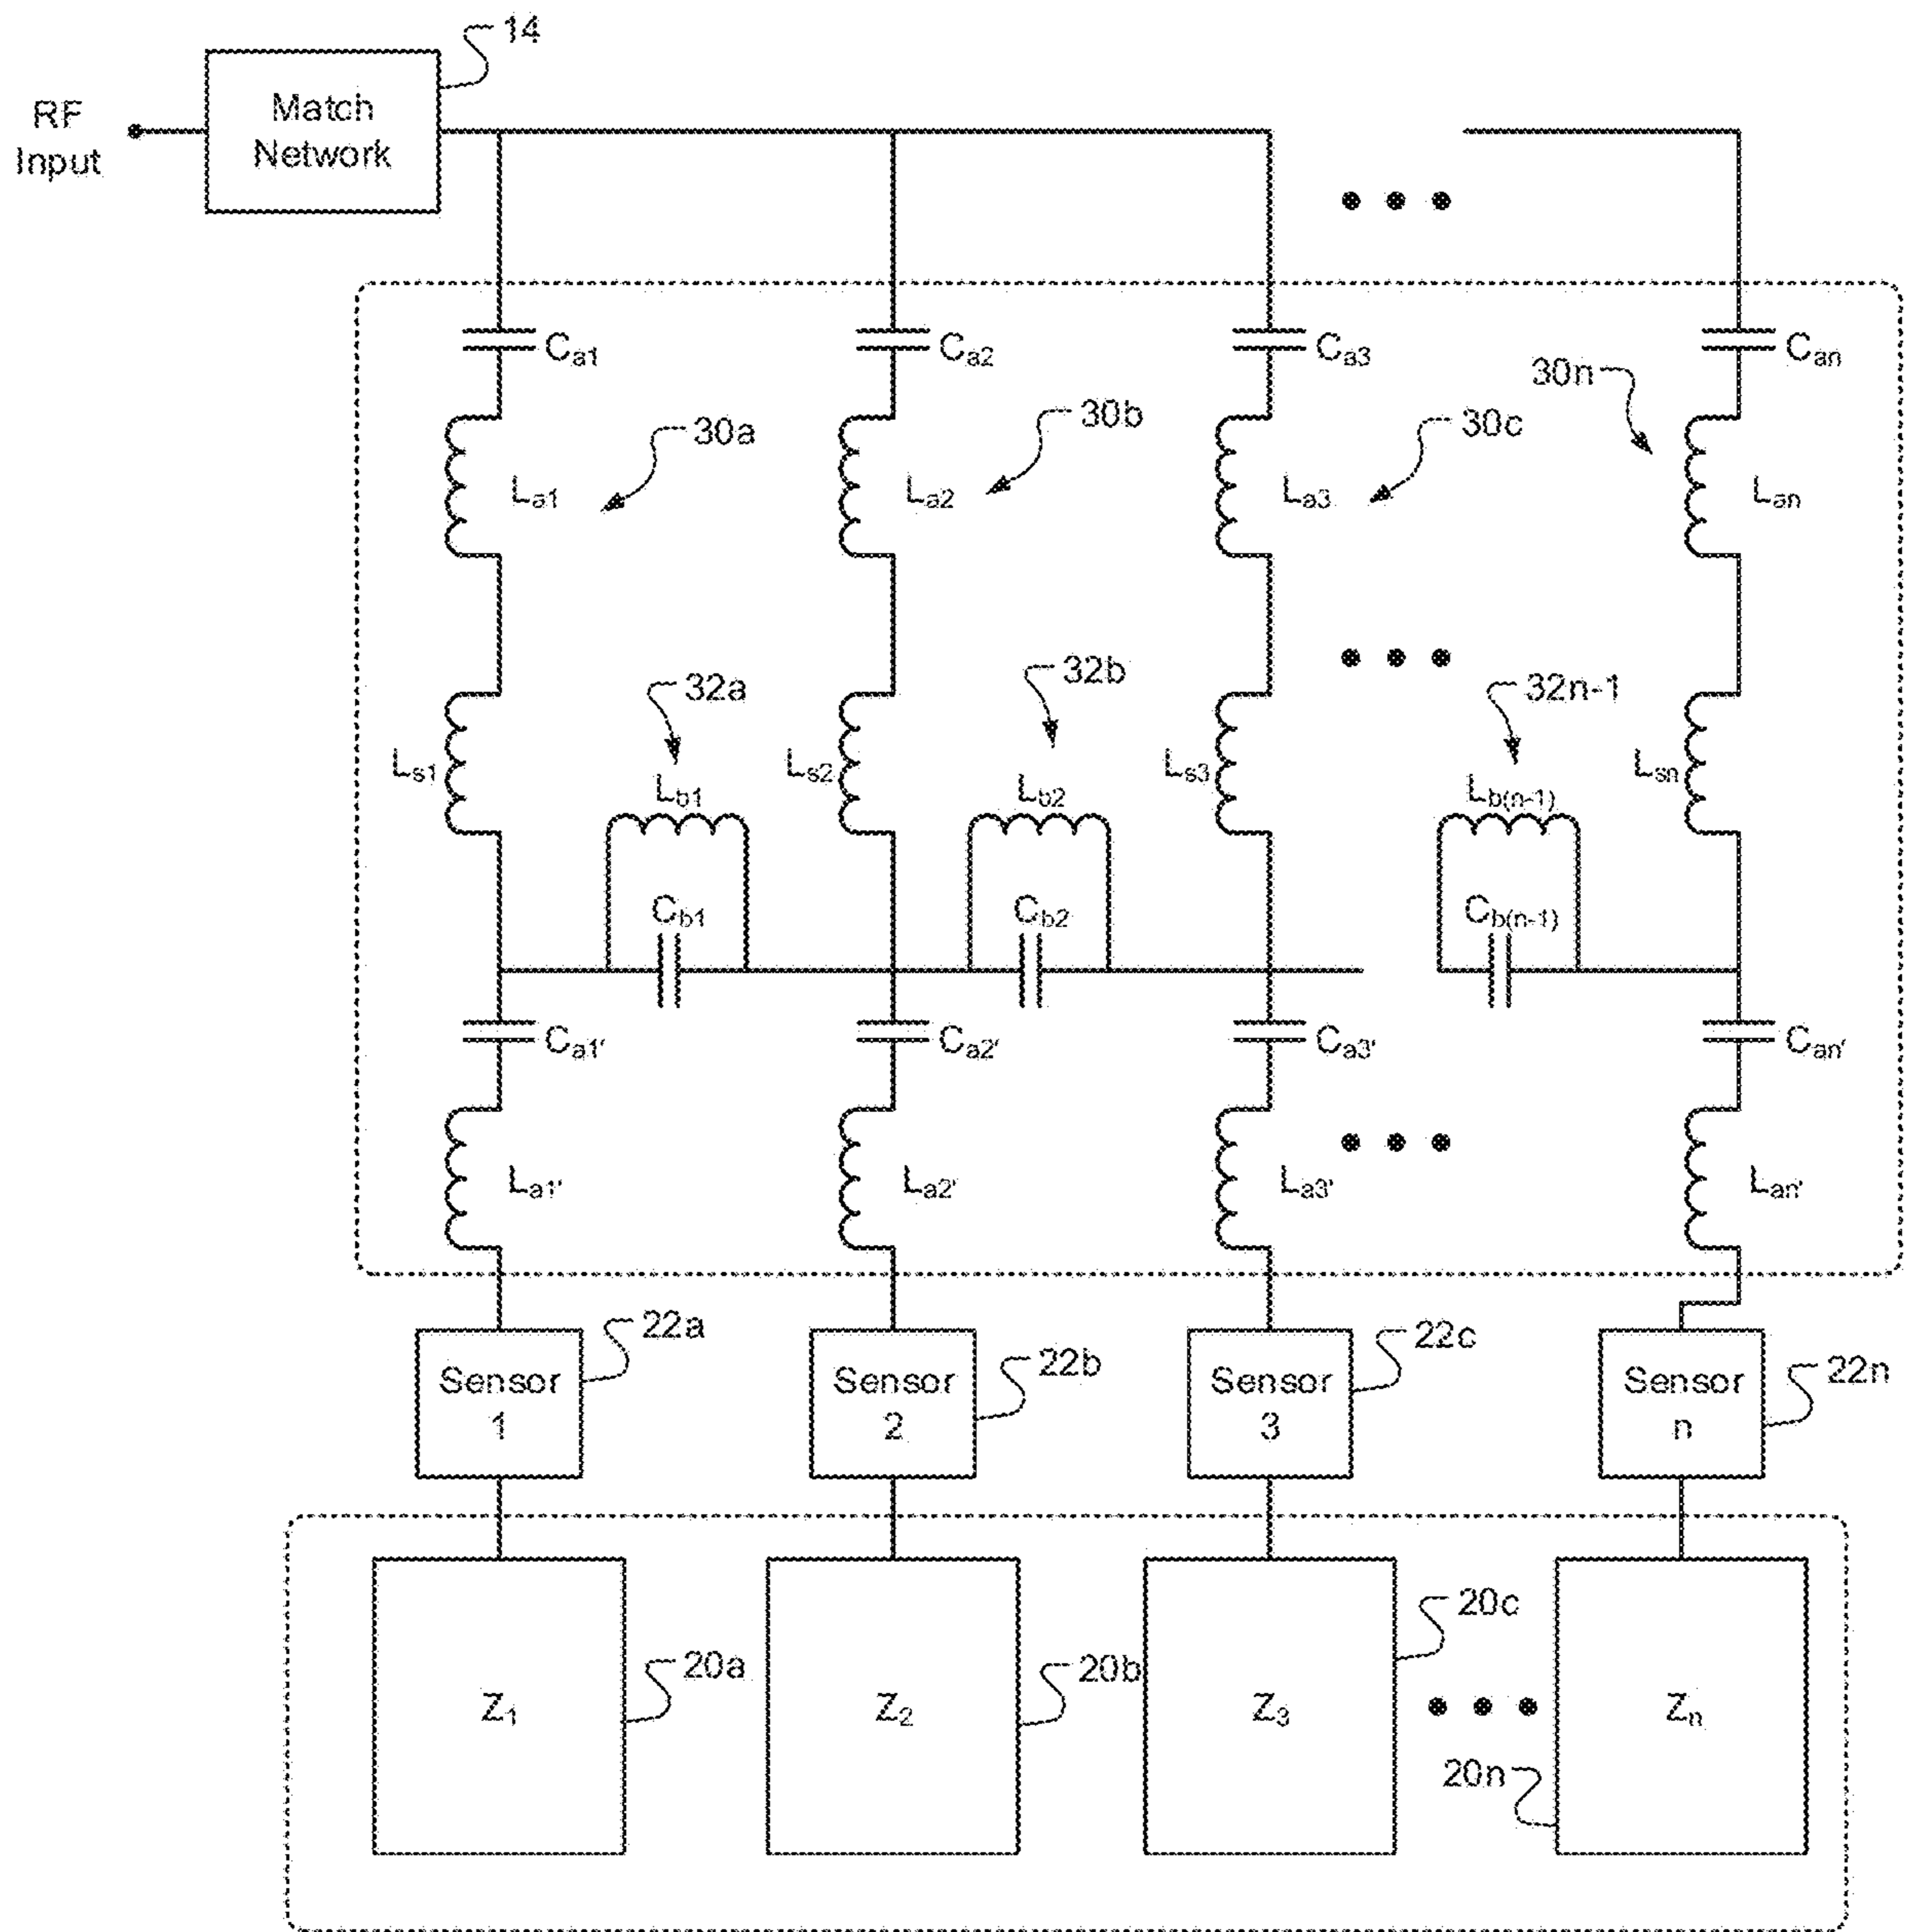 14
RF
Input
Match
Network
Ca1
Ca2
Ca3
Can
30a
30b
30c
30n
La1
La2
La3
Lan
32a
32b
32n-1
Ls1
Lb1
Ls2
Lb2
Ls3
Lb(n-1)
Lsn
Cb1
Cb2
Cb(n-1)
Ca1'
Ca2'
Ca3'
Can'
La1'
La2'
La3'
Lan'
22a
22b
22c
22n
Sensor
1
Sensor
2
Sensor
3
Sensor
n
20a
20b
20c
20n
Z1
Z2
Z3
Zn